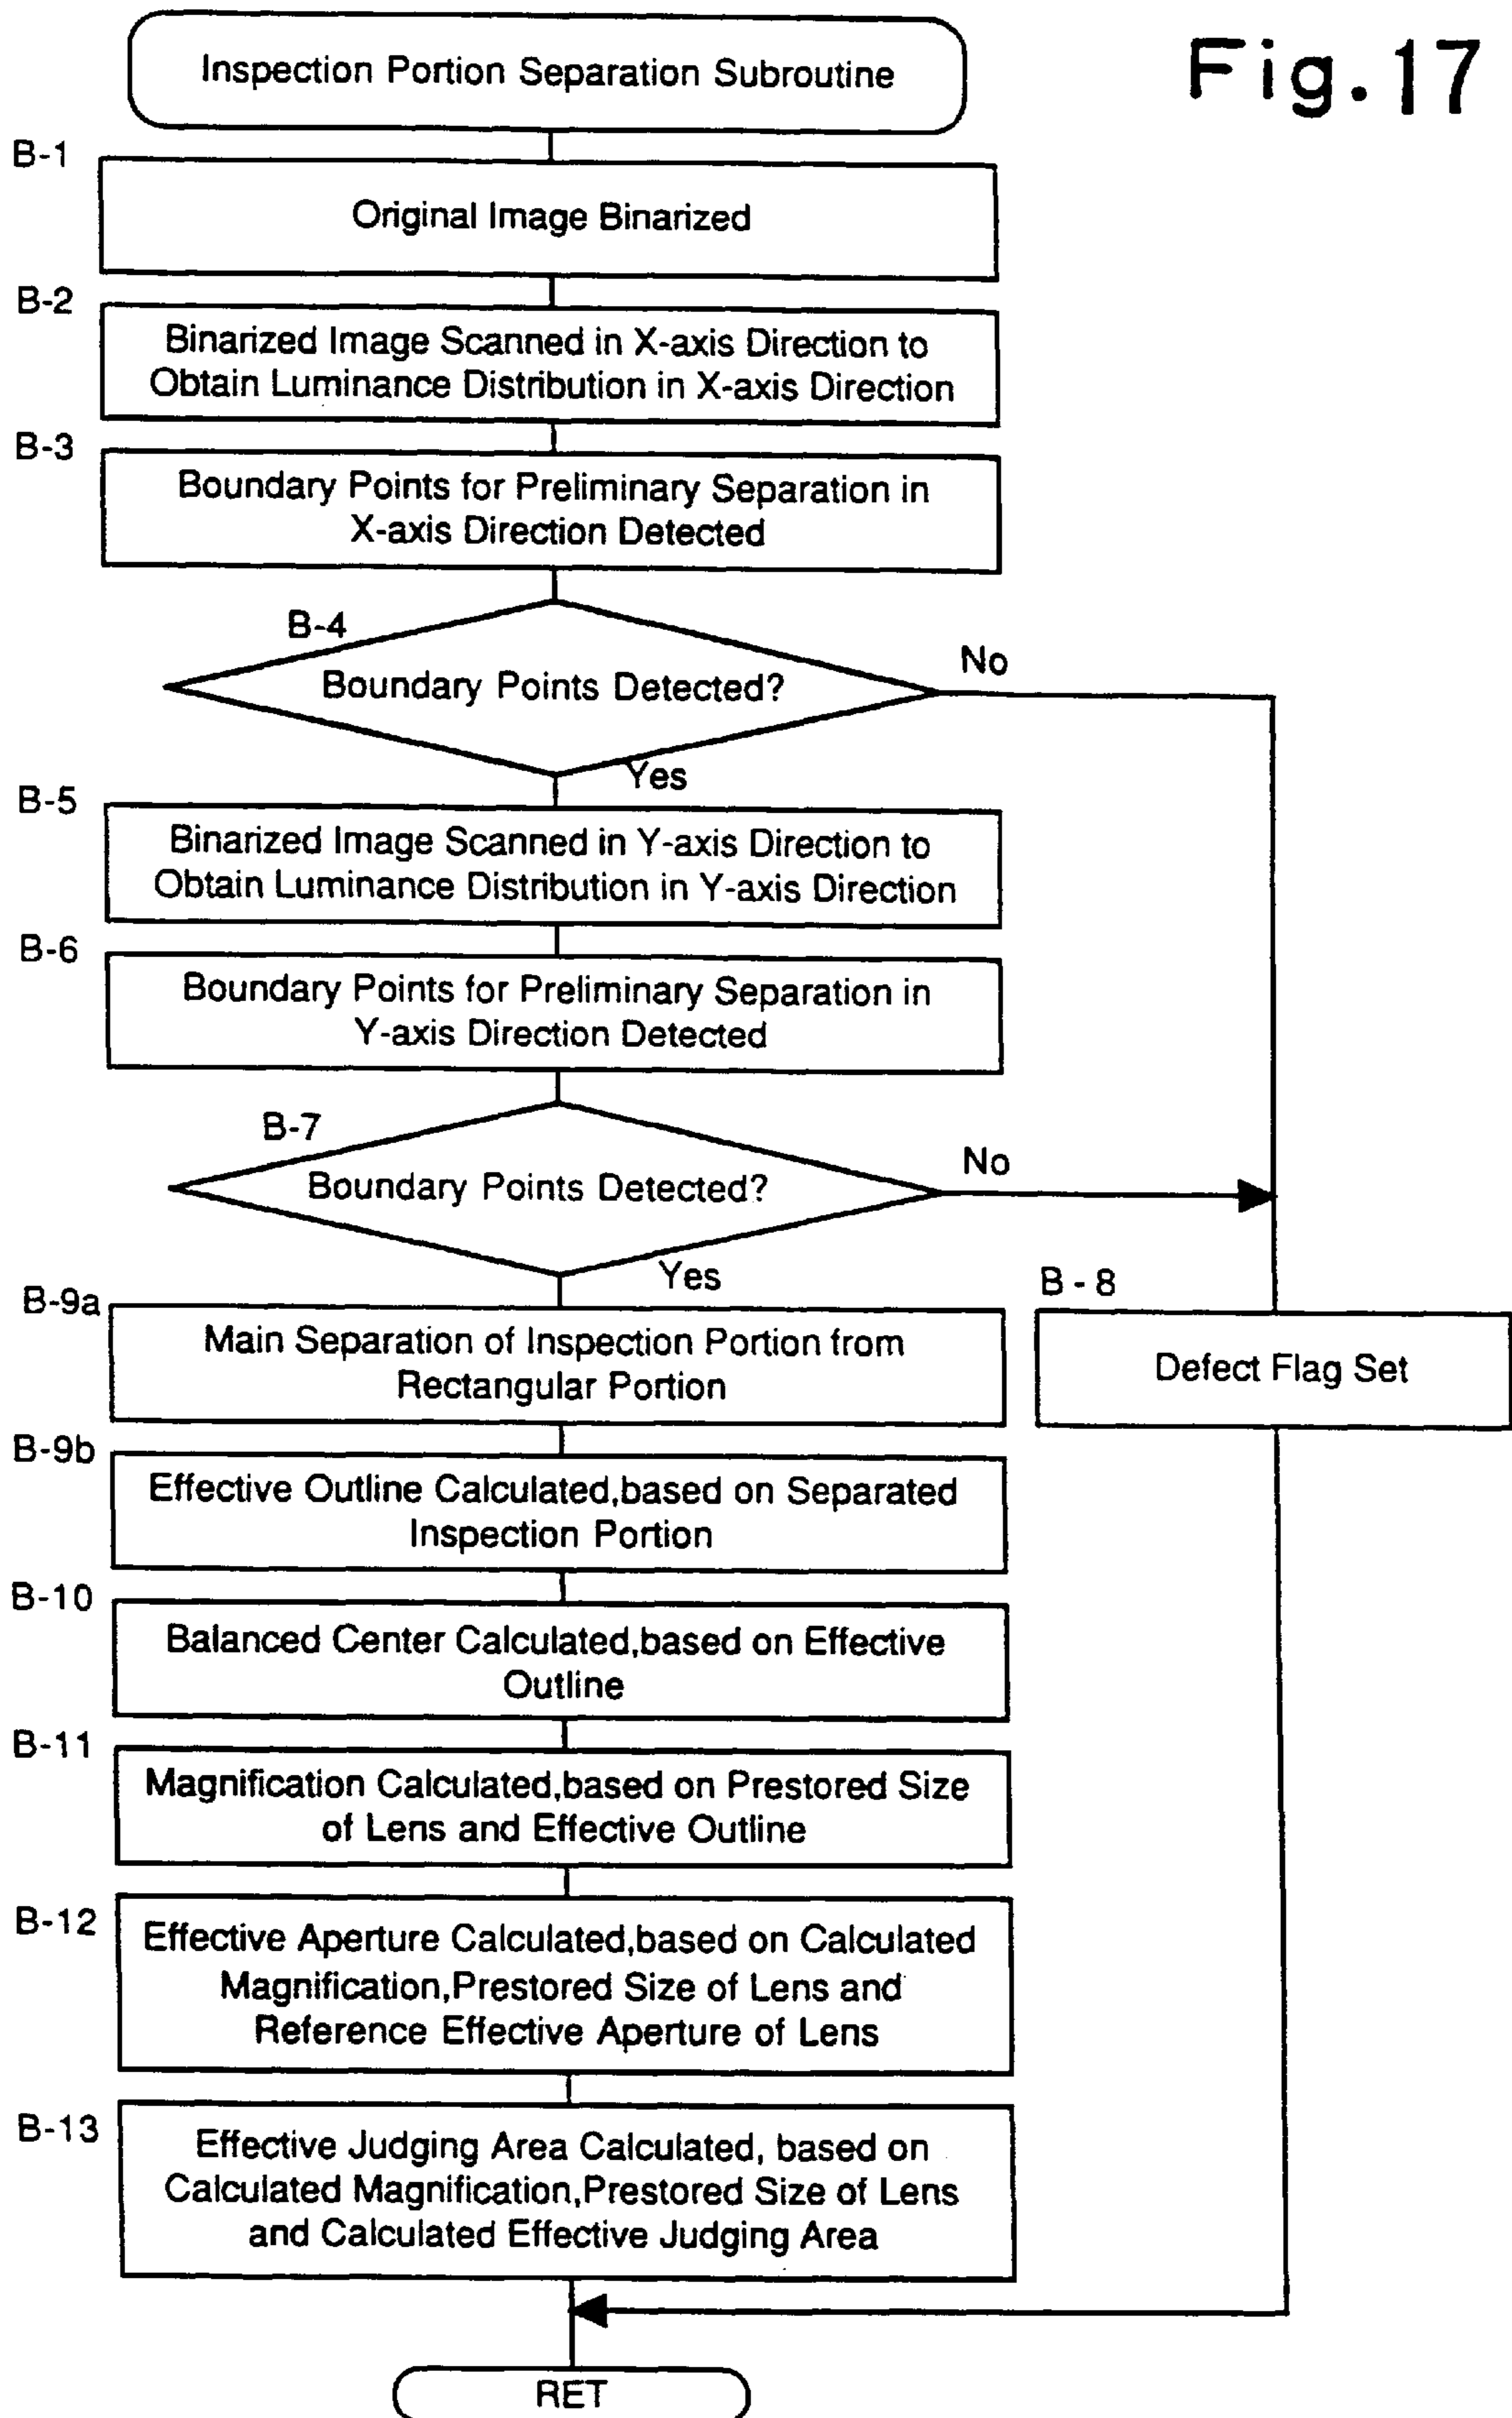 Fig.17
Inspection Portion Separation Subroutine
B-1
Original Image Binarized
B-2
Binarized Image Scanned in X-axis Direction to
Obtain Luminance Distribution in X-axis Direction
B-3
Boundary Points for Preliminary Separation in
X-axis Direction Detected
B-4
Boundary Points Detected?
No
Yes
B-5
Binarized Image Scanned in Y-axis Direction to
Obtain Luminance Distribution in Y-axis Direction
B-6
Boundary Points for Preliminary Separation in
Y-axis Direction Detected
B-7
Boundary Points Detected?
No
Yes
B-8
Defect Flag Set
B-9a
Main Separation of Inspection Portion from
Rectangular Portion
B-9b
Effective Outline Calculated,based on Separated
Inspection Portion
B-10
Balanced Center Calculated,based on Effective
Outline
B-11
Magnification Calculated,based on Prestored Size
of Lens and Effective Outline
B-12
Effective Aperture Calculated,based on Calculated
Magnification,Prestored Size of Lens and
Reference Effective Aperture of Lens
B-13
Effective Judging Area Calculated, based on
Calculated Magnification,Prestored Size of Lens
and Calculated Effective Judging Area
RET